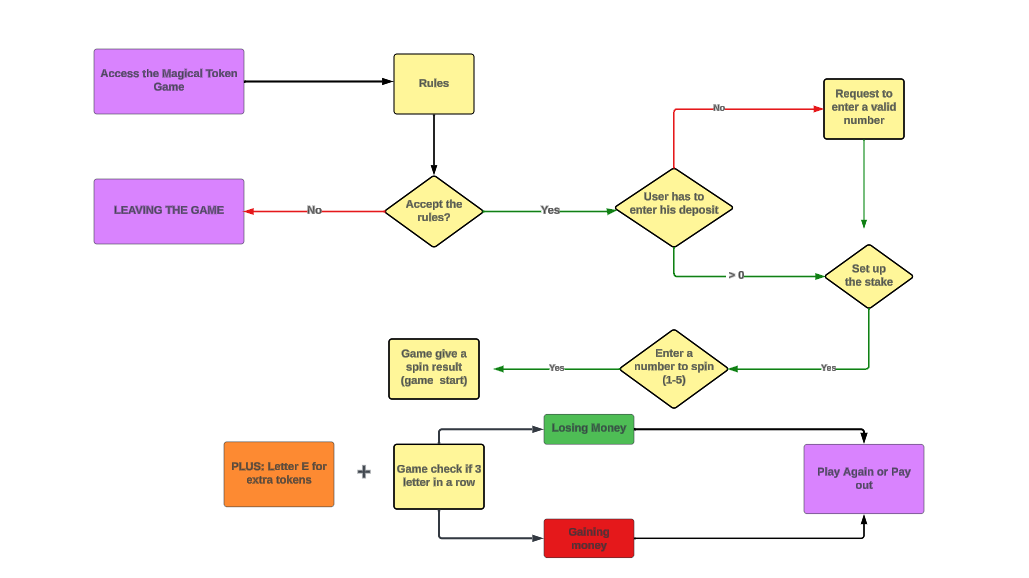 Access the Magical Token
Game
Rules
Request to
enter a valid
number
No
LEAVING THE GAME
No
Accept the
rules?
Yes
User has to
enter his deposit
> 0
Set up
the stake
Game give a
spin result
(game start)
Yes
Enter a
number to spin
(1-5)
Yes
Losing Money
PLUS: Letter E for
extra tokens
+
Game check if 3
letter in a row
Play Again or Pay
out
Gaining
money